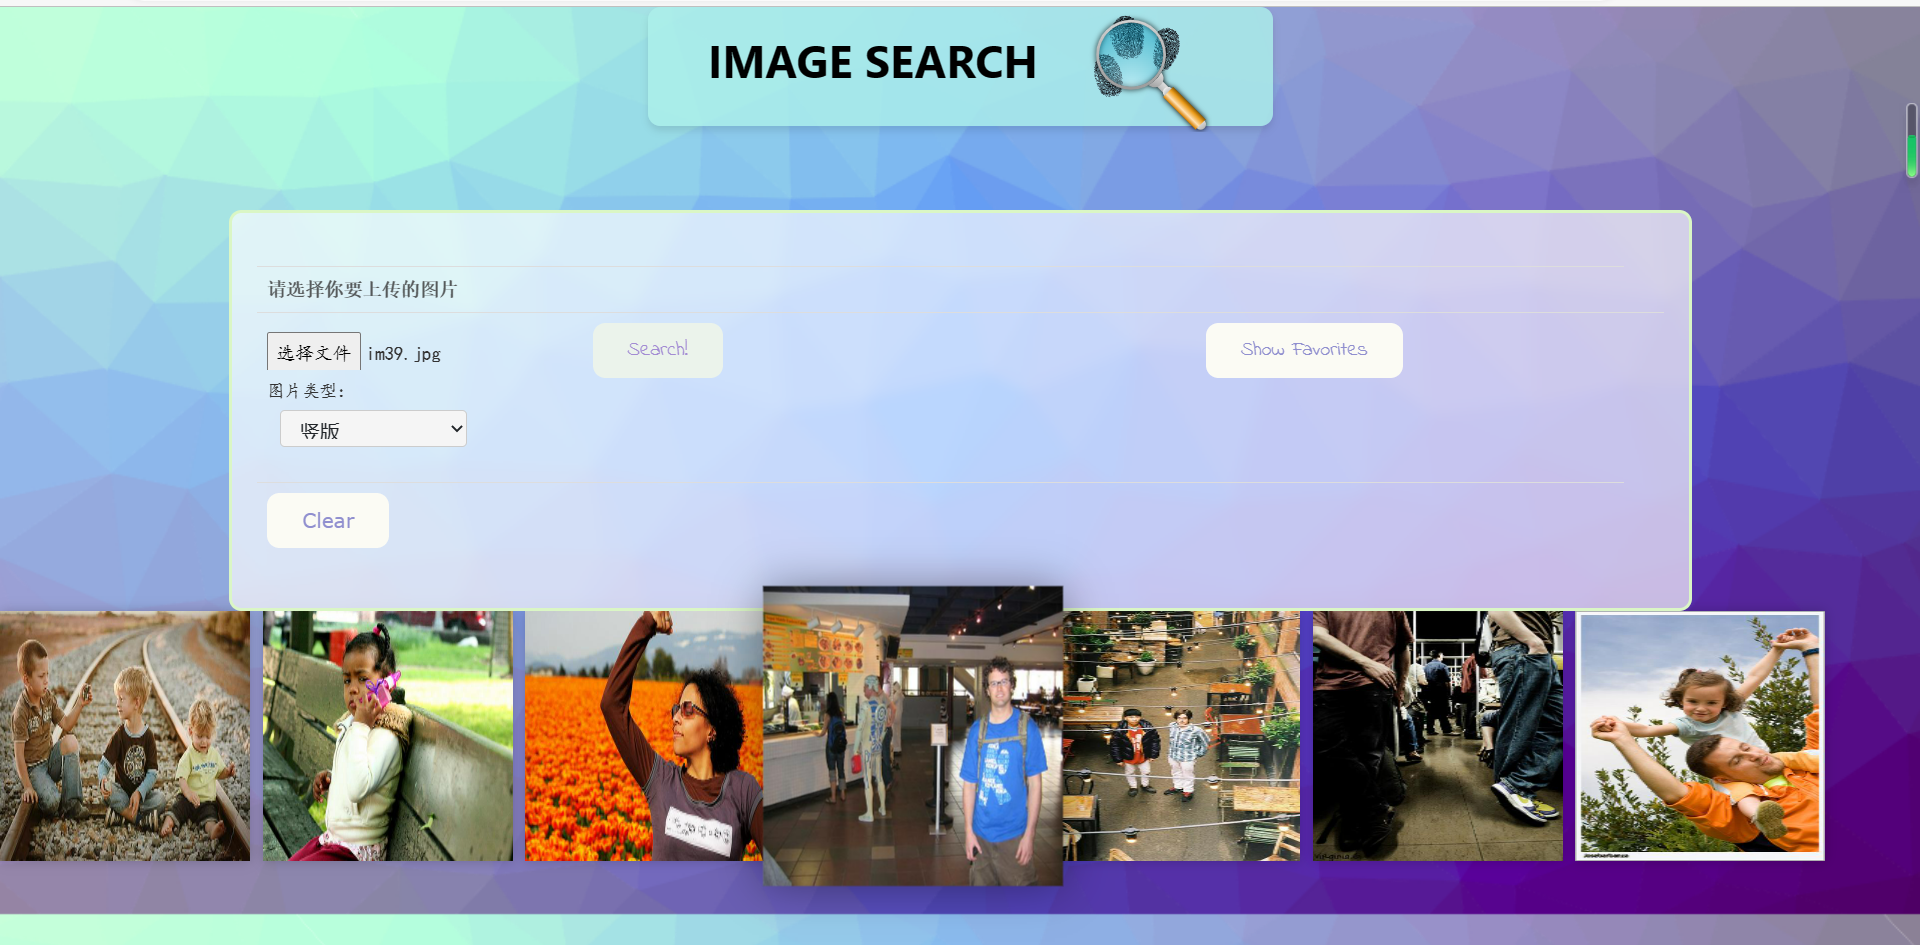 IMAGE SEARCH
请选择你要上传的图片
选择文件 im39.jpg
Search!
Show Favorites
图片类型：
竖版
Clear